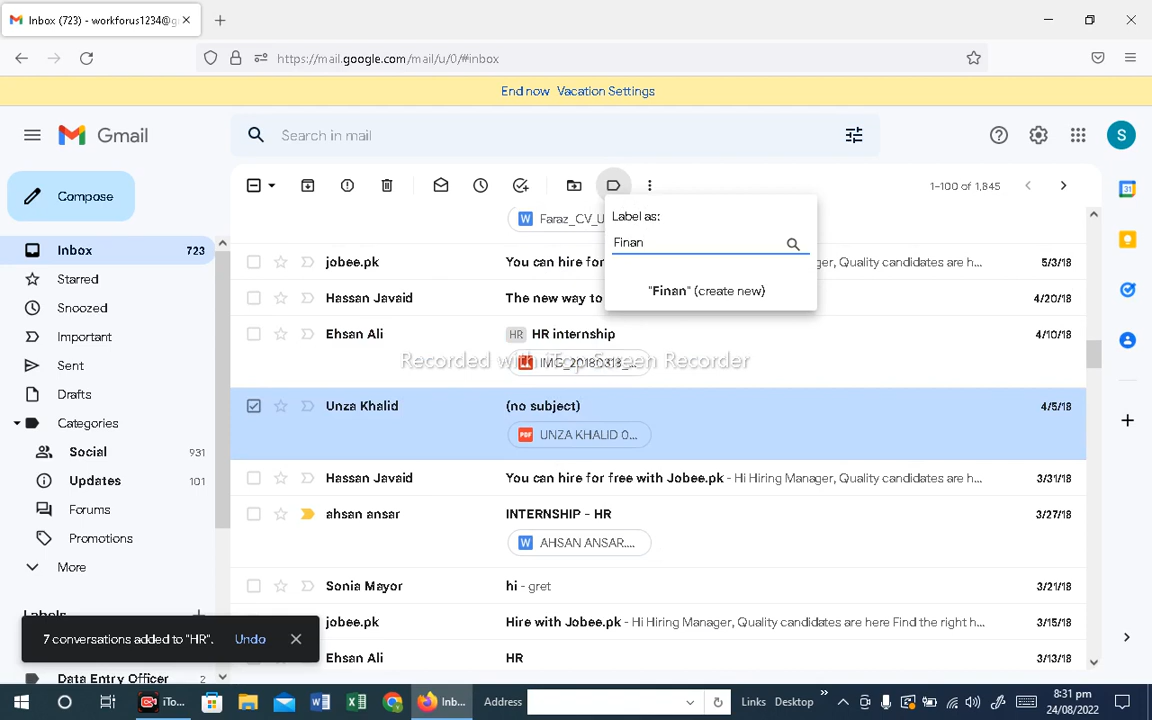 Inbox (723) - workforus1234@g
https://mail.google.com/mail/u/0/#inbox
End now Vacation Settings
Gmail
Search in mail
S
Compose
1-100 of 1,845
Label as:
Finan
"Finan" (create new)
Inbox 723
Starred
Snoozed
Important
Sent
Drafts
Categories
Social 931
Updates 101
Forums
Promotions
More
Labels
Faraz_CV_U
jobee.pk You can hire for ger, Quality candidates are h... 5/3/18
Hassan Javaid The new way to 4/20/18
Ehsan Ali HR HR internship 4/10/18
IMG_20180318_...
Recorded with iTop Screen Recorder
Unza Khalid (no subject) 4/5/18
PDF UNZA KHALID 0...
Hassan Javaid You can hire for free with Jobee.pk - Hi Hiring Manager, Quality candidates are h... 3/31/18
ahsan ansar INTERNSHIP - HR 3/27/18
W AHSAN ANSAR....
Sonia Mayor hi - gret 3/21/18
jobee.pk Hire with Jobee.pk - Hi Hiring Manager, Quality candidates are here Find the right h... 3/15/18
Ehsan Ali HR 3/13/18
7 conversations added to "HR". Undo
Data Entry Officer 2
iTo... Inb... Address Links Desktop
8:31 pm
24/08/2022